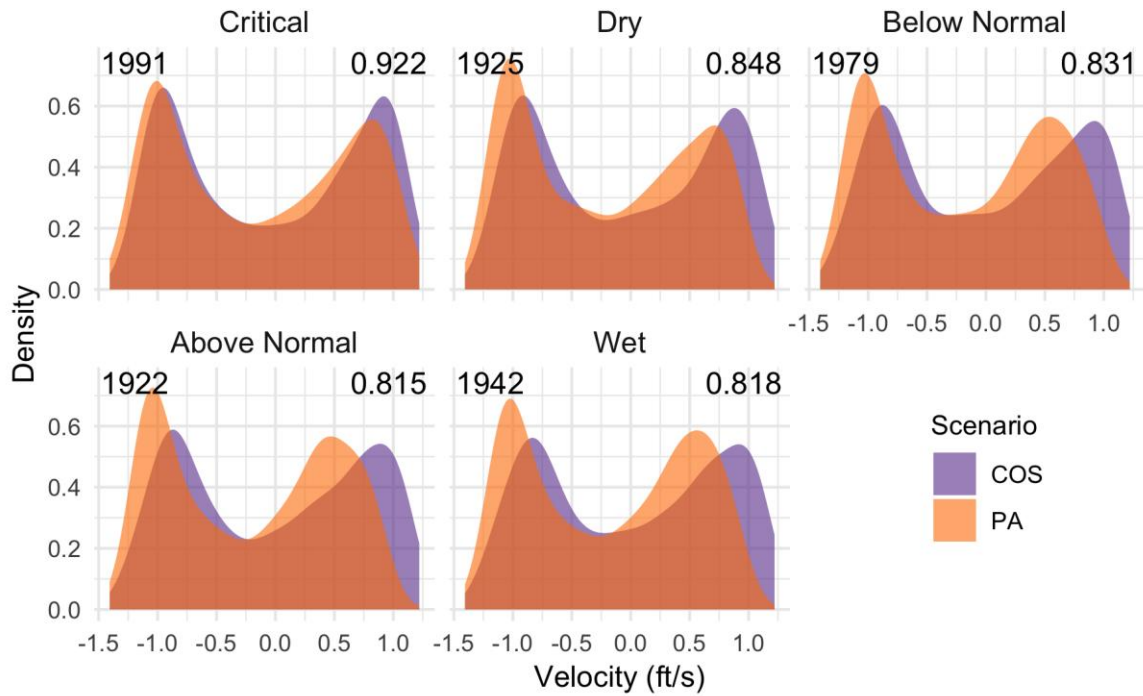 Critical
Dry
Below Normal
1991
0.922
1925
0.848
1979
0.831
0.6
0.4
0.2
0.0
-1.5 -1.0 -0.5 0.0 0.5 1.0
Above Normal
Wet
1922
0.815
1942
0.818
0.6
0.4
0.2
0.0
-1.5 -1.0 -0.5 0.0 0.5 1.0
-1.5 -1.0 -0.5 0.0 0.5 1.0
Density
Velocity (ft/s)
Scenario
COS
PA